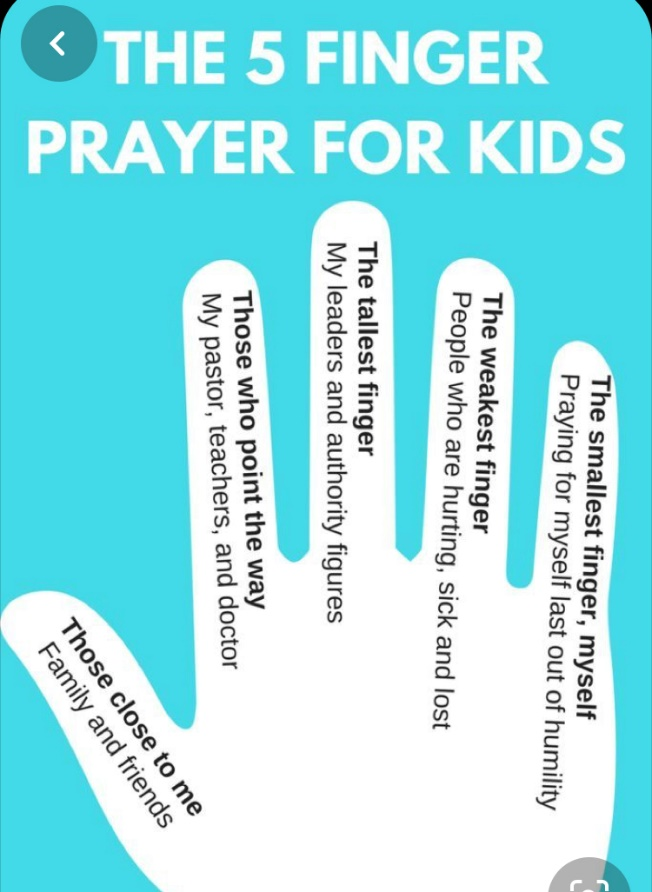 THE 5 FINGER
PRAYER FOR KIDS
Those close to me
Family and friends
Those who point the way
My pastor, teachers, and doctor
The tallest finger
My leaders and authority figures
The weakest finger
People who are hurting, sick and lost
The smallest finger, myself
Praying for myself last out of humility